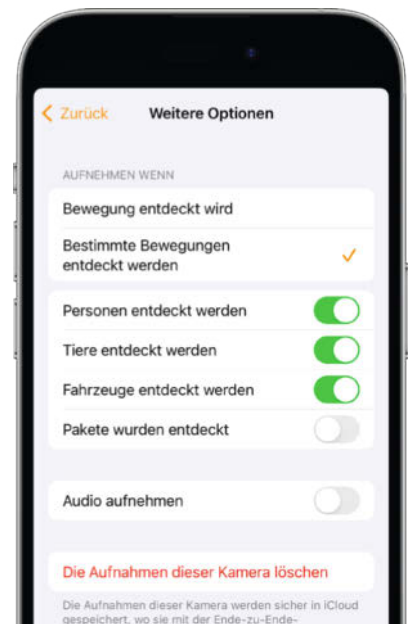 Zurück Weitere Optionen
AUFNEHMEN WENN
Bewegung entdeckt wird
Bestimmte Bewegungen
entdeckt werden
Personen entdeckt werden
Tiere entdeckt werden
Fahrzeuge entdeckt werden
Pakete wurden entdeckt
Audio aufnehmen
Die Aufnahmen dieser Kamera löschen
Die Aufnahmen dieser Kamera werden sicher in iCloud
gespeichert, wo sie mit der Ende-zu-Ende-